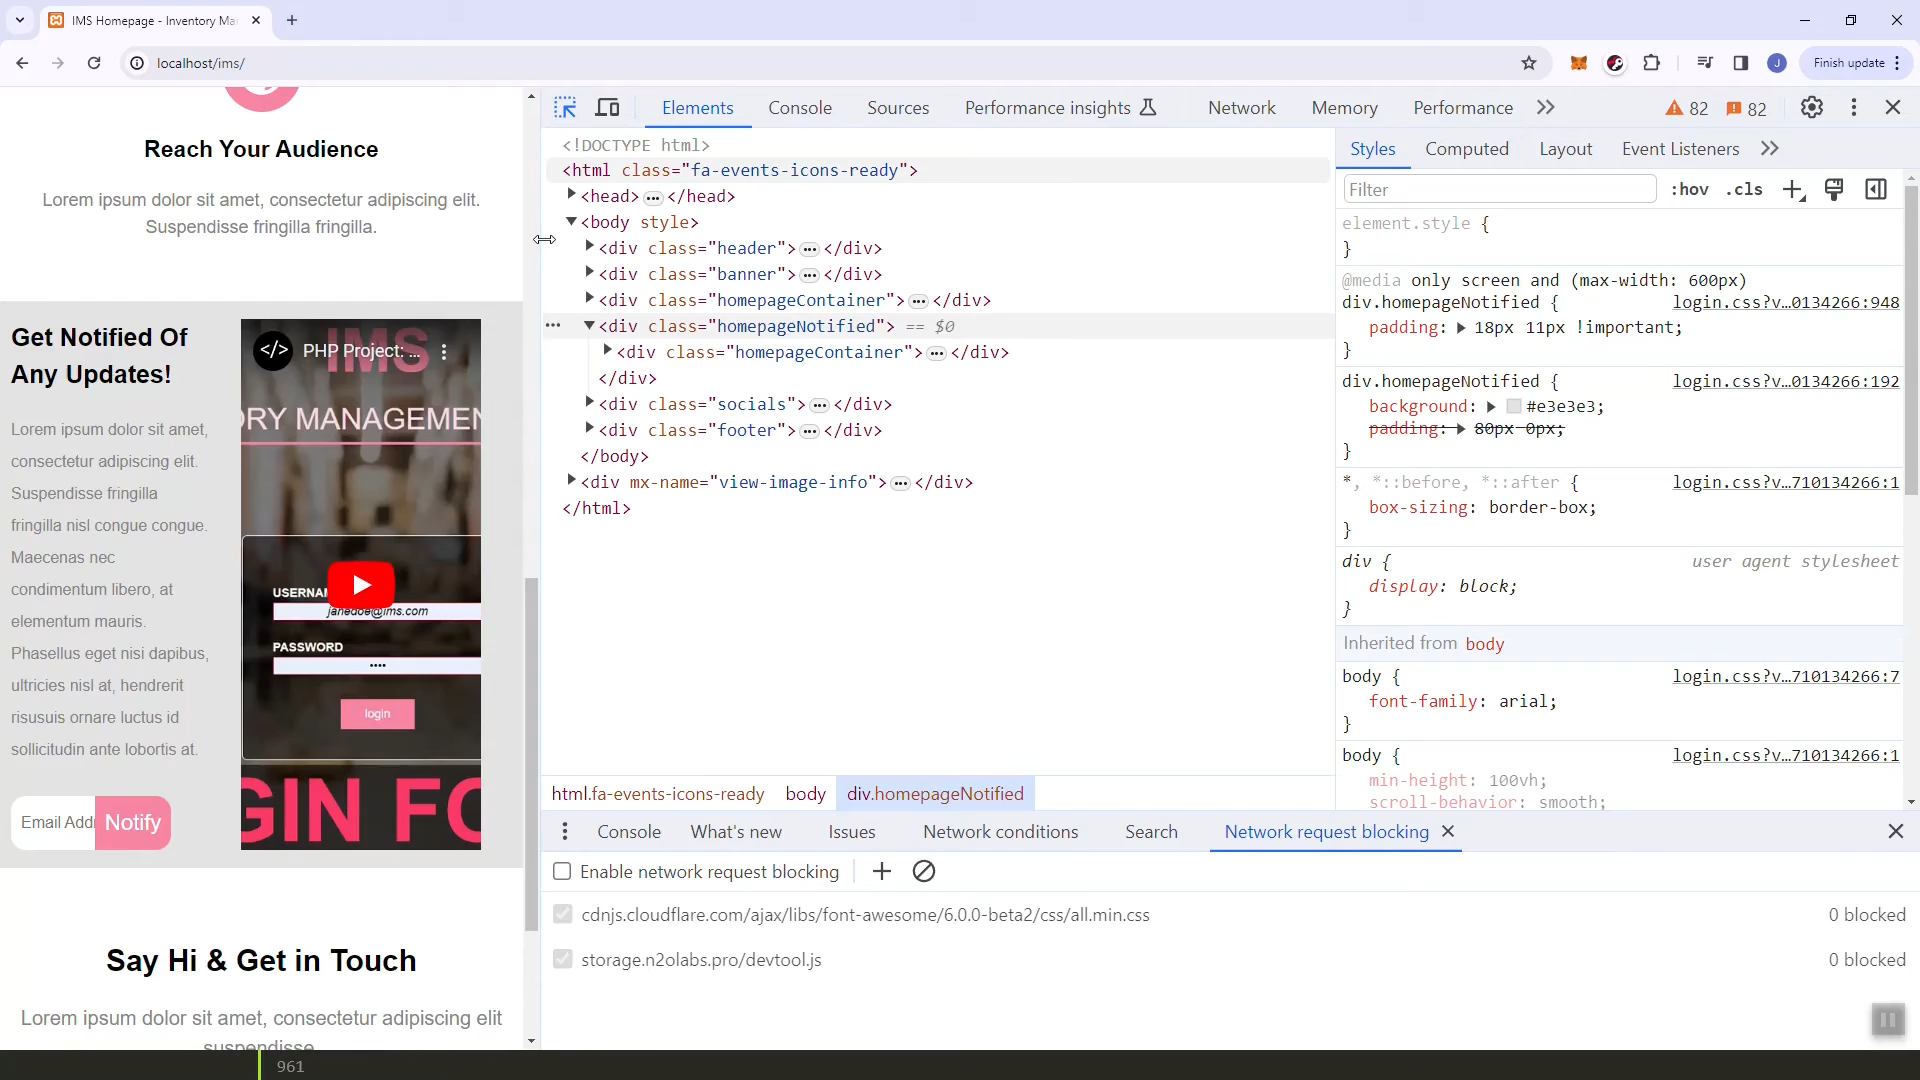 IMS Homepage - Inventory Ma
localhost/ims/
J
Finish update
Reach Your Audience
Lorem ipsum dolor sit amet, consectetur adipiscing elit.
Suspendisse fringilla fringilla.
Get Notified Of
Any Updates!
Lorem ipsum dolor sit amet,
consectetur adipiscing elit.
Suspendisse fringilla
fringilla nisl congue congue.
Maecenas nec
condimentum libero, at
elementum mauris.
Phasellus eget nisi dapibus,
ultricies nisl at, hendrerit
risusuis ornare luctus id
sollicitudin ante lobortis at.
Email Addr
Notify
</> PHP Project: ...
IMS
ORY MANAGEMEN
USERNA
janedoe@ims.com
PASSWORD
••••
login
GIN FO
Say Hi & Get in Touch
Lorem ipsum dolor sit amet, consectetur adipiscing elit
suspendisse
Elements Console Sources Performance insights Network Memory Performance 82 82
<!DOCTYPE html>
<html class="fa-events-icons-ready">
<head> ... </head>
<body style>
<div class="header"> ... </div>
<div class="banner"> ... </div>
<div class="homepageContainer"> ... </div>
<div class="homepageNotified"> == $0
<div class="homepageContainer"> ... </div>
</div>
<div class="socials"> ... </div>
<div class="footer"> ... </div>
</body>
<div mx-name="view-image-info"> ... </div>
</html>
html.fa-events-icons-ready body div.homepageNotified
Styles Computed Layout Event Listeners
Filter :hov .cls
element.style {
}
@media only screen and (max-width: 600px)
div.homepageNotified { login.css?v…0134266:948
padding: 18px 11px !important;
}
div.homepageNotified { login.css?v…0134266:192
background: #e3e3e3;
padding: 80px 0px;
}
*, *::before, *::after { login.css?v…710134266:1
box-sizing: border-box;
}
div { user agent stylesheet
display: block;
}
Inherited from body
body { login.css?v…710134266:7
font-family: arial;
}
body { login.css?v…710134266:1
min-height: 100vh;
scroll-behavior: smooth;
Console What's new Issues Network conditions Search Network request blocking
Enable network request blocking
cdnjs.cloudflare.com/ajax/libs/font-awesome/6.0.0-beta2/css/all.min.css 0 blocked
storage.n2olabs.pro/devtool.js 0 blocked
961